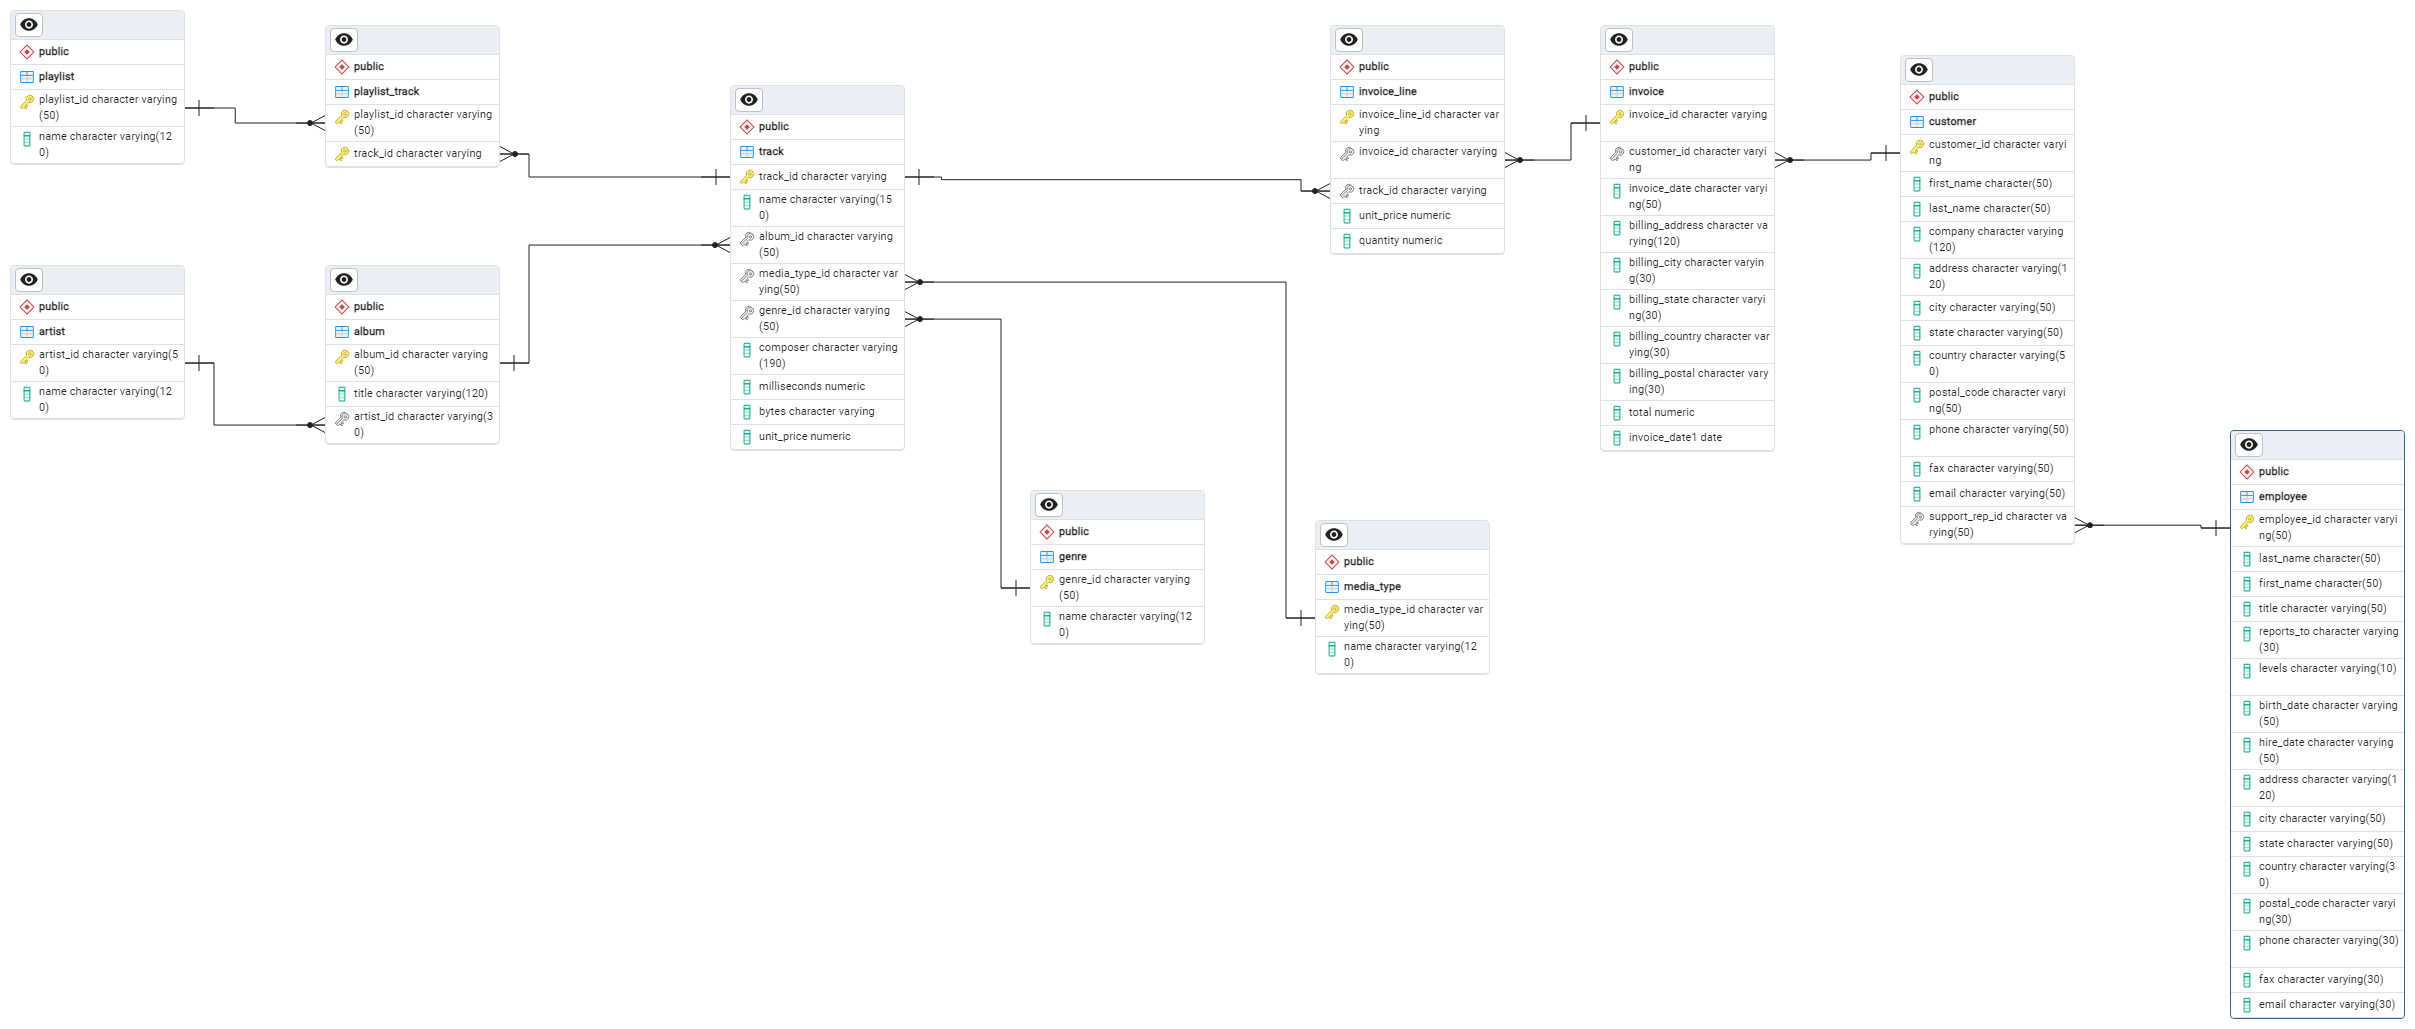 public
playlist
playlist_id character varying
(50)
name character varying(12
0)
public
playlist_track
playlist_id character varying
(50)
track_id character varying
public
artist
artist_id character varying(5
0)
name character varying(12
0)
public
album
album_id character varying
(50)
title character varying(120)
artist_id character varying(3
0)
public
track
track_id character varying
name character varying(15
0)
album_id character varying
(50)
media_type_id character var
ying(50)
genre_id character varying
(50)
composer character varying
(190)
milliseconds numeric
bytes character varying
unit_price numeric
public
genre
genre_id character varying
(50)
name character varying(12
0)
public
media_type
media_type_id character var
ying(50)
name character varying(12
0)
public
invoice_line
invoice_line_id character var
ying
invoice_id character varying
track_id character varying
unit_price numeric
quantity numeric
public
invoice
invoice_id character varying
customer_id character varyi
ng
invoice_date character varyi
ng(50)
billing_address character va
rying(120)
billing_city character varyin
g(30)
billing_state character varyi
ng(30)
billing_country character var
ying(30)
billing_postal character vary
ing(30)
total numeric
invoice_date1 date
public
customer
customer_id character varyi
ng
first_name character(50)
last_name character(50)
company character varying
(120)
address character varying(1
20)
city character varying(50)
state character varying(50)
country character varying(5
0)
postal_code character varyi
ng(50)
phone character varying(50)
fax character varying(50)
email character varying(50)
support_rep_id character va
rying(50)
public
employee
employee_id character varyi
ng(50)
last_name character(50)
first_name character(50)
title character varying(50)
reports_to character varying
(30)
levels character varying(10)
birth_date character varying
(50)
hire_date character varying
(50)
address character varying(1
20)
city character varying(50)
state character varying(50)
country character varying(3
0)
postal_code character varyi
ng(30)
phone character varying(30)
fax character varying(30)
email character varying(30)